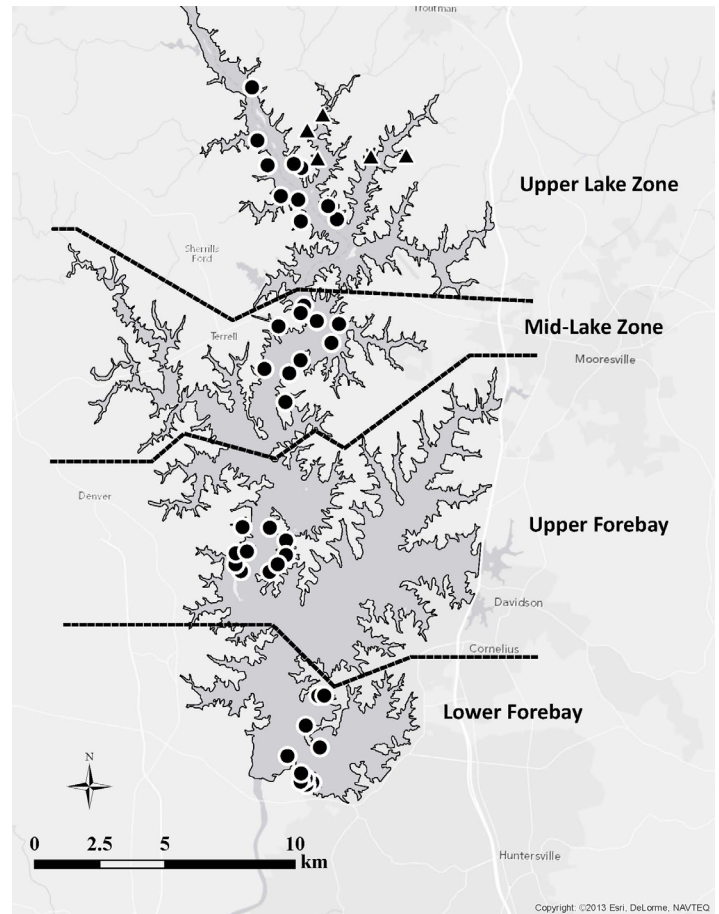 Troutman
Upper Lake Zone
Sherrills
Ford
Mid-Lake Zone
Terrell
Mooresville
Denver
Upper Forebay
Davidson
Cornelius
Lower Forebay
N
0 2.5 5 10
km
Huntersville
Copyright: ©2013 Esri, DeLorme, NAVTEQ